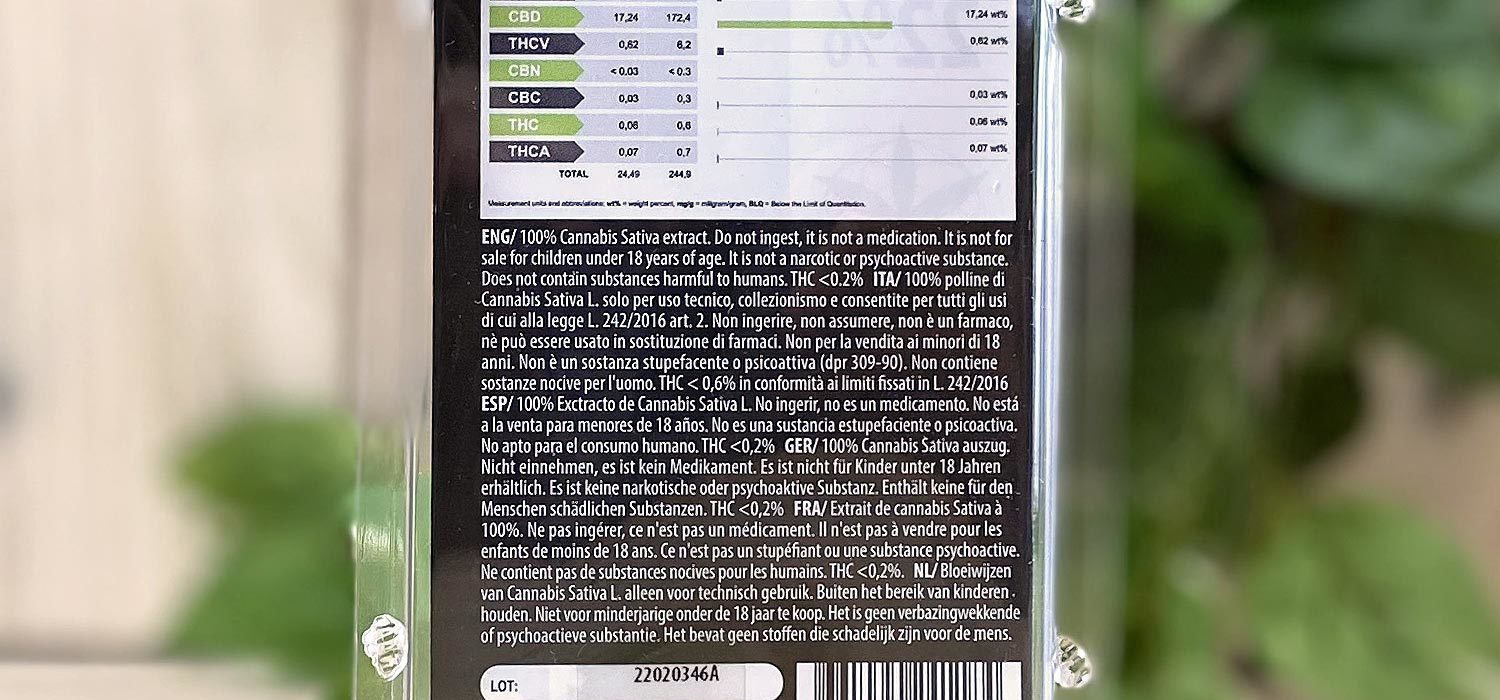 CBD 17,24 172,4 17,24 wt%
THCV 0,62 6,2 0,62 wt%
CBN <0.03 <0.3
CBC 0,03 0,3 0,03 wt%
THC 0,06 0,6 0,06 wt%
THCA 0,07 0,7 0,07 wt%
TOTAL 24,49 244,9
Measurement units and abbreviations: wt% = weight percent, mg/g = miligram/gram, BLQ = Below the Limit of Quantitation.
ENG/ 100% Cannabis Sativa extract. Do not ingest, it is not a medication. It is not for
sale for children under 18 years of age. It is not a narcotic or psychoactive substance.
Does not contain substances harmful to humans. THC <0.2% ITA/ 100% polline di
Cannabis Sativa L. solo per uso tecnico, collezionismo e consentite per tutti gli usi
di cui alla legge L. 242/2016 art. 2. Non ingerire, non assumere, non è un farmaco,
nè può essere usato in sostituzione di farmaci. Non per la vendita ai minori di 18
anni. Non è un sostanza stupefacente o psicoattiva (dpr 309-90). Non contiene
sostanze nocive per l'uomo. THC < 0,6% in conformità ai limiti fissati in L. 242/2016
ESP/ 100% Exctracto de Cannabis Sativa L. No ingerir, no es un medicamento. No está
a la venta para menores de 18 años. No es una sustancia estupefaciente o psicoactiva.
No apto para el consumo humano. THC <0,2% GER/ 100% Cannabis Sativa auszug.
Nicht einnehmen, es ist kein Medikament. Es ist nicht für Kinder unter 18 Jahren
erhältlich. Es ist keine narkotische oder psychoaktive Substanz. Enthält keine für den
Menschen schädlichen Substanzen. THC <0,2% FRA/ Extrait de cannabis Sativa à
100%. Ne pas ingérer, ce n'est pas un médicament. Il n'est pas à vendre pour les
enfants de moins de 18 ans. Ce n'est pas un stupéfiant ou une substance psychoactive.
Ne contient pas de substances nocives pour les humains. THC <0,2%. NL/ Bloeiwijzen
van Cannabis Sativa L. alleen voor technisch gebruik. Buiten het bereik van kinderen
houden. Niet voor minderjarige onder de 18 jaar te koop. Het is geen verbazingwekkende
of psychoactieve substantie. Het bevat geen stoffen die schadelijk zijn voor de mens.
LOT: 22020346A